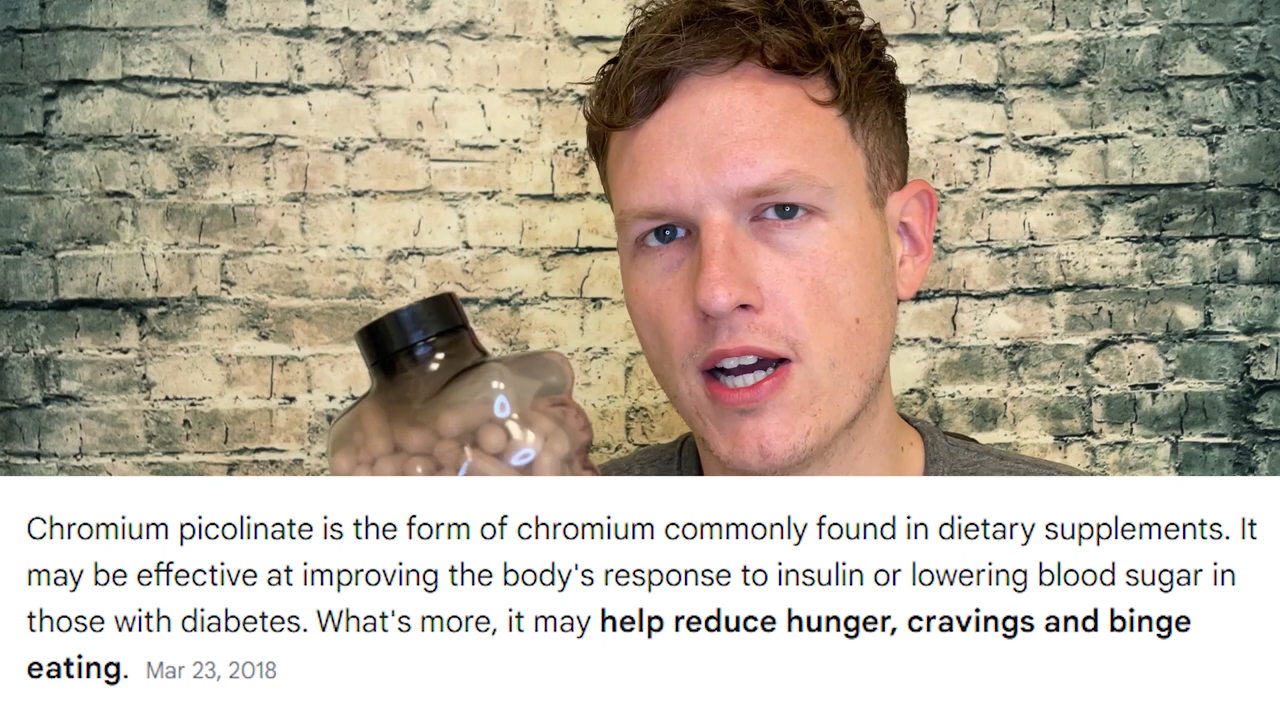 Chromium picolinate is the form of chromium commonly found in dietary supplements. It
may be effective at improving the body's response to insulin or lowering blood sugar in
those with diabetes. What's more, it may help reduce hunger, cravings and binge
eating. Mar 23, 2018